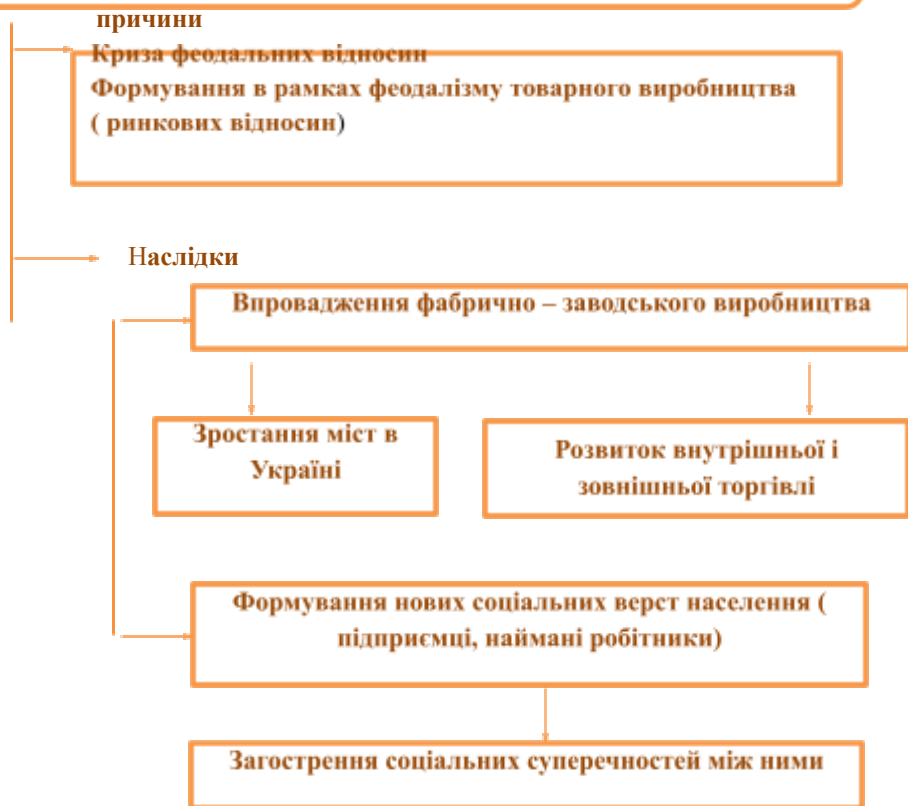 причини
Криза феодальних відносин
Формування в рамках феодалізму товарного виробництва
( ринкових відносин)
Наслідки
Впровадження фабрично – заводського виробництва
Зростання міст в
Україні
Розвиток внутрішньої і
зовнішньої торгівлі
Формування нових соціальних верст населення (
підприємці, наймані робітники)
Загострення соціальних суперечностей між ними